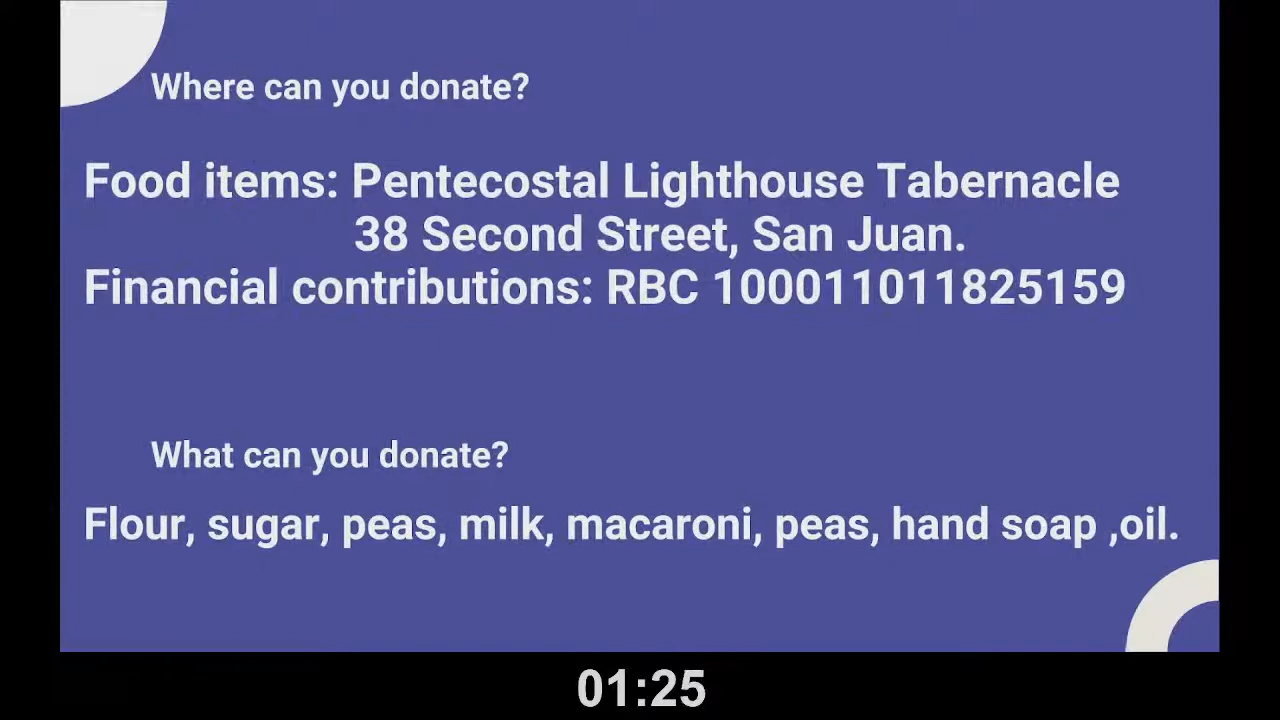 Where can you donate?
Food items: Pentecostal Lighthouse Tabernacle
38 Second Street, San Juan.
Financial contributions: RBC 100011011825159
What can you donate?
Flour, sugar, peas, milk, macaroni, peas, hand soap ,oil.
01:25